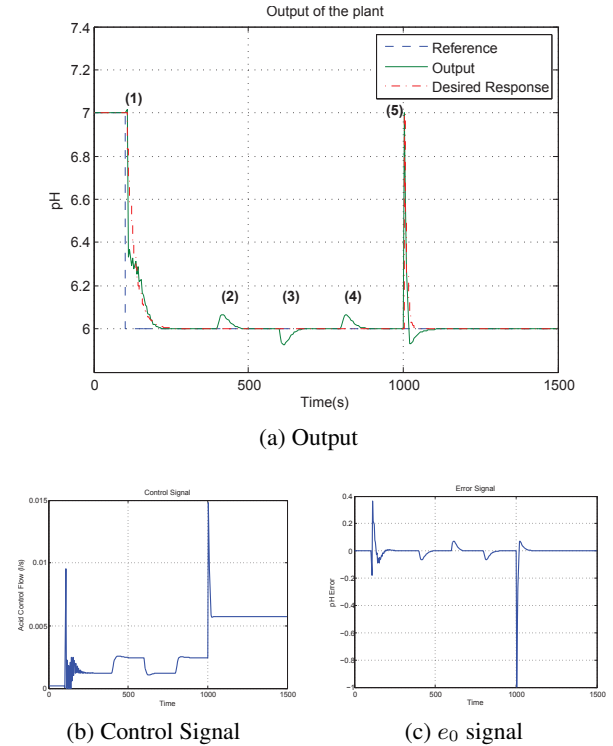 Output of the plant
7.4
7.2
7
6.8
6.6
6.4
6.2
6
5.8
pH
Reference
Output
Desired Response
(1)
(2)
(3)
(4)
(5)
0
500
1000
1500
Time(s)
(a) Output
Control Signal
0.015
0.01
0.005
0
Acid Control Flow (l/s)
0
500
1000
1500
Time
(b) Control Signal
Error Signal
0.4
0.2
0
−0.2
−0.4
−0.6
−0.8
−1
pH Error
0
500
1000
1500
Time
(c) e₀ signal